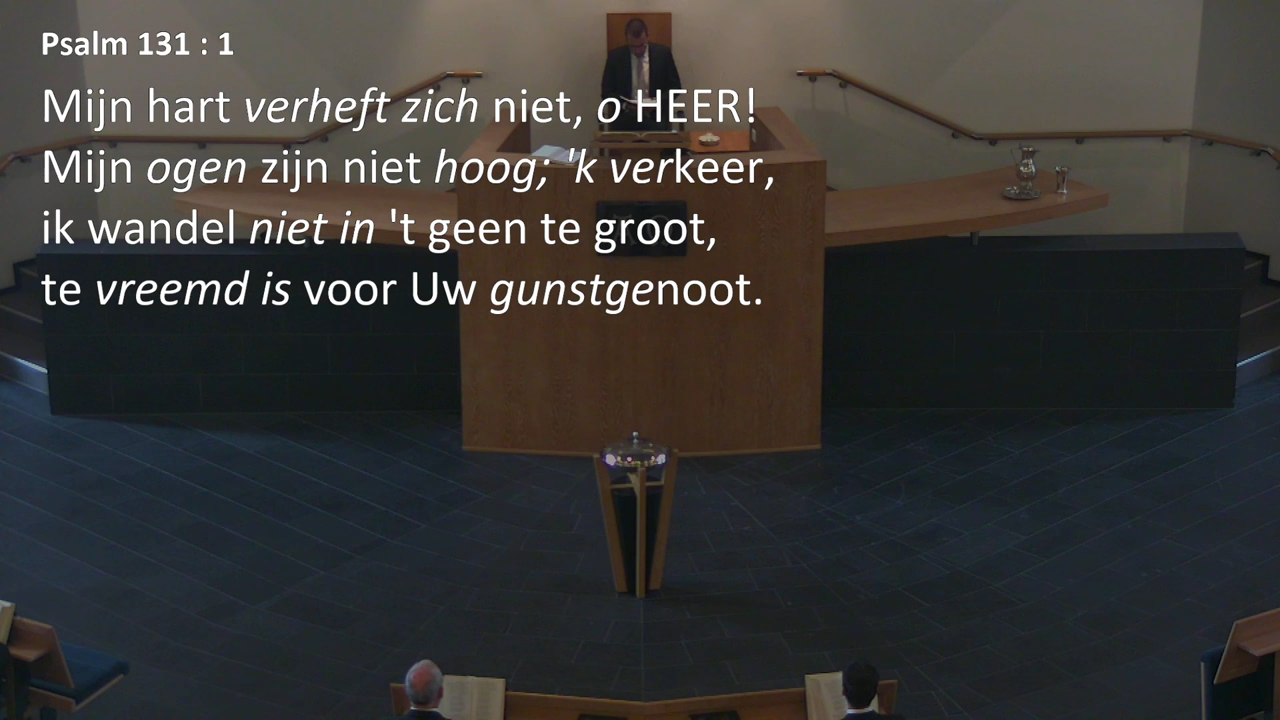 Psalm 131 : 1
Mijn hart verheft zich niet, o HEER!
Mijn ogen zijn niet hoog; 'k verkeer,
ik wandel niet in 't geen te groot,
te vreemd is voor Uw gunstgenoot.